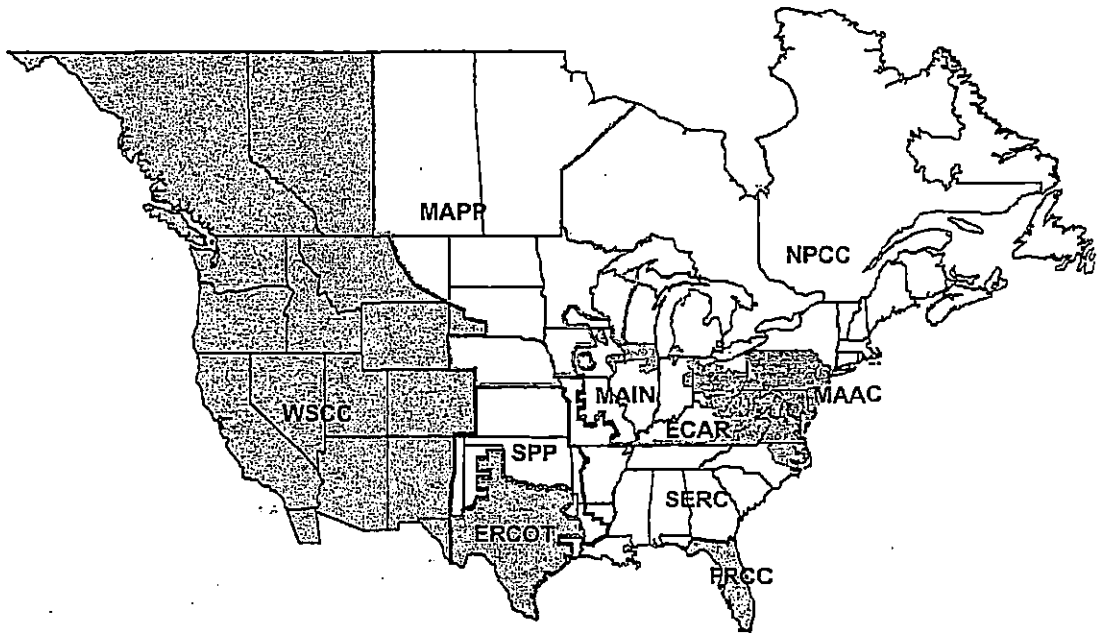 MAPP
NPCC
WSCC
MAIN
MAAC
ECAR
SPP
SERC
ERCOT
FRCC